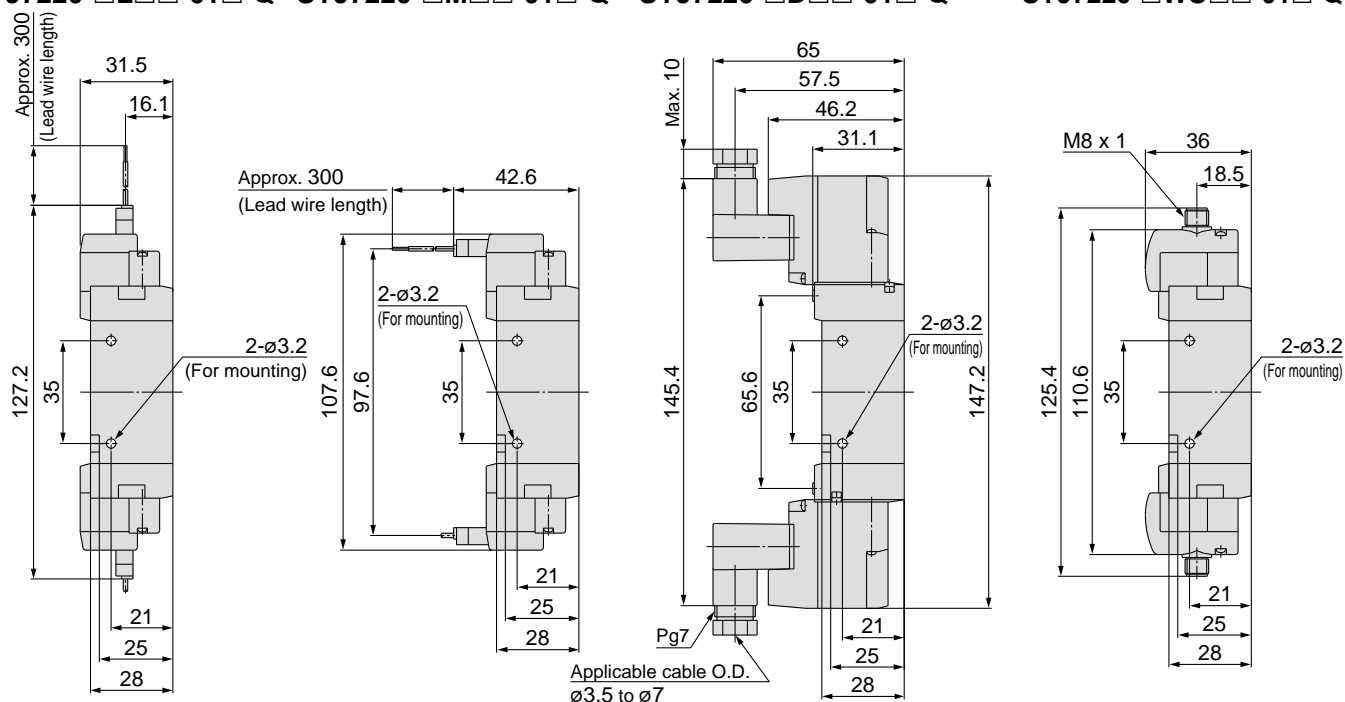 Approx. 300
(Lead wire length)
31.5
16.1
127.2
35
2-ø3.2
(For mounting)
21
25
28
Approx. 300
(Lead wire length)
42.6
2-ø3.2
(For mounting)
107.6
97.6
35
21
25
28
65
57.5
46.2
31.1
Max. 10
145.4
65.6
35
2-ø3.2
(For mounting)
147.2
Pg7
Applicable cable O.D.
ø3.5 to ø7
21
25
28
M8 x 1
36
18.5
125.4
110.6
35
2-ø3.2
(For mounting)
21
25
28